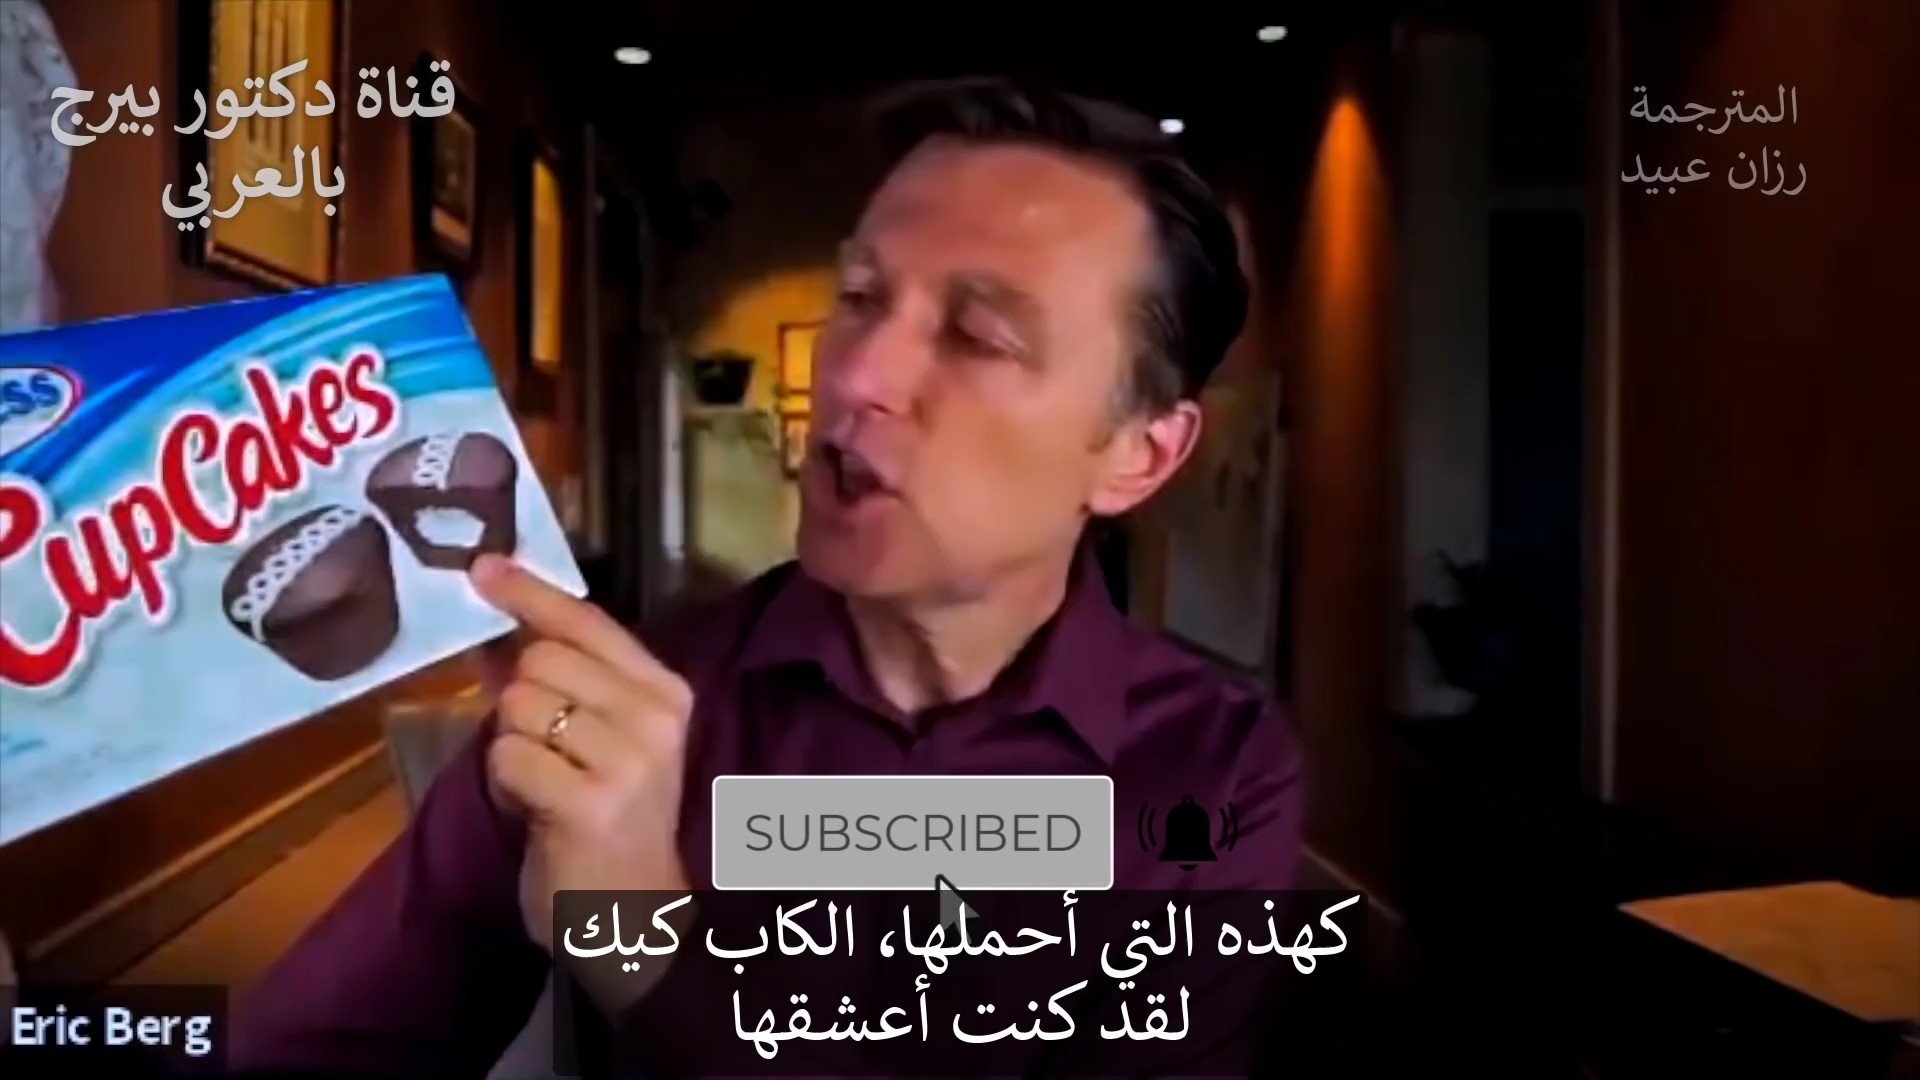 قناة دكتور بيرج
بالعربي
المترجمة
رزان عبيد
ss
CupCakes
SUBSCRIBED
كهذه التي أحملها، الكاب كيك
لقد كنت أعشقها
Eric Berg